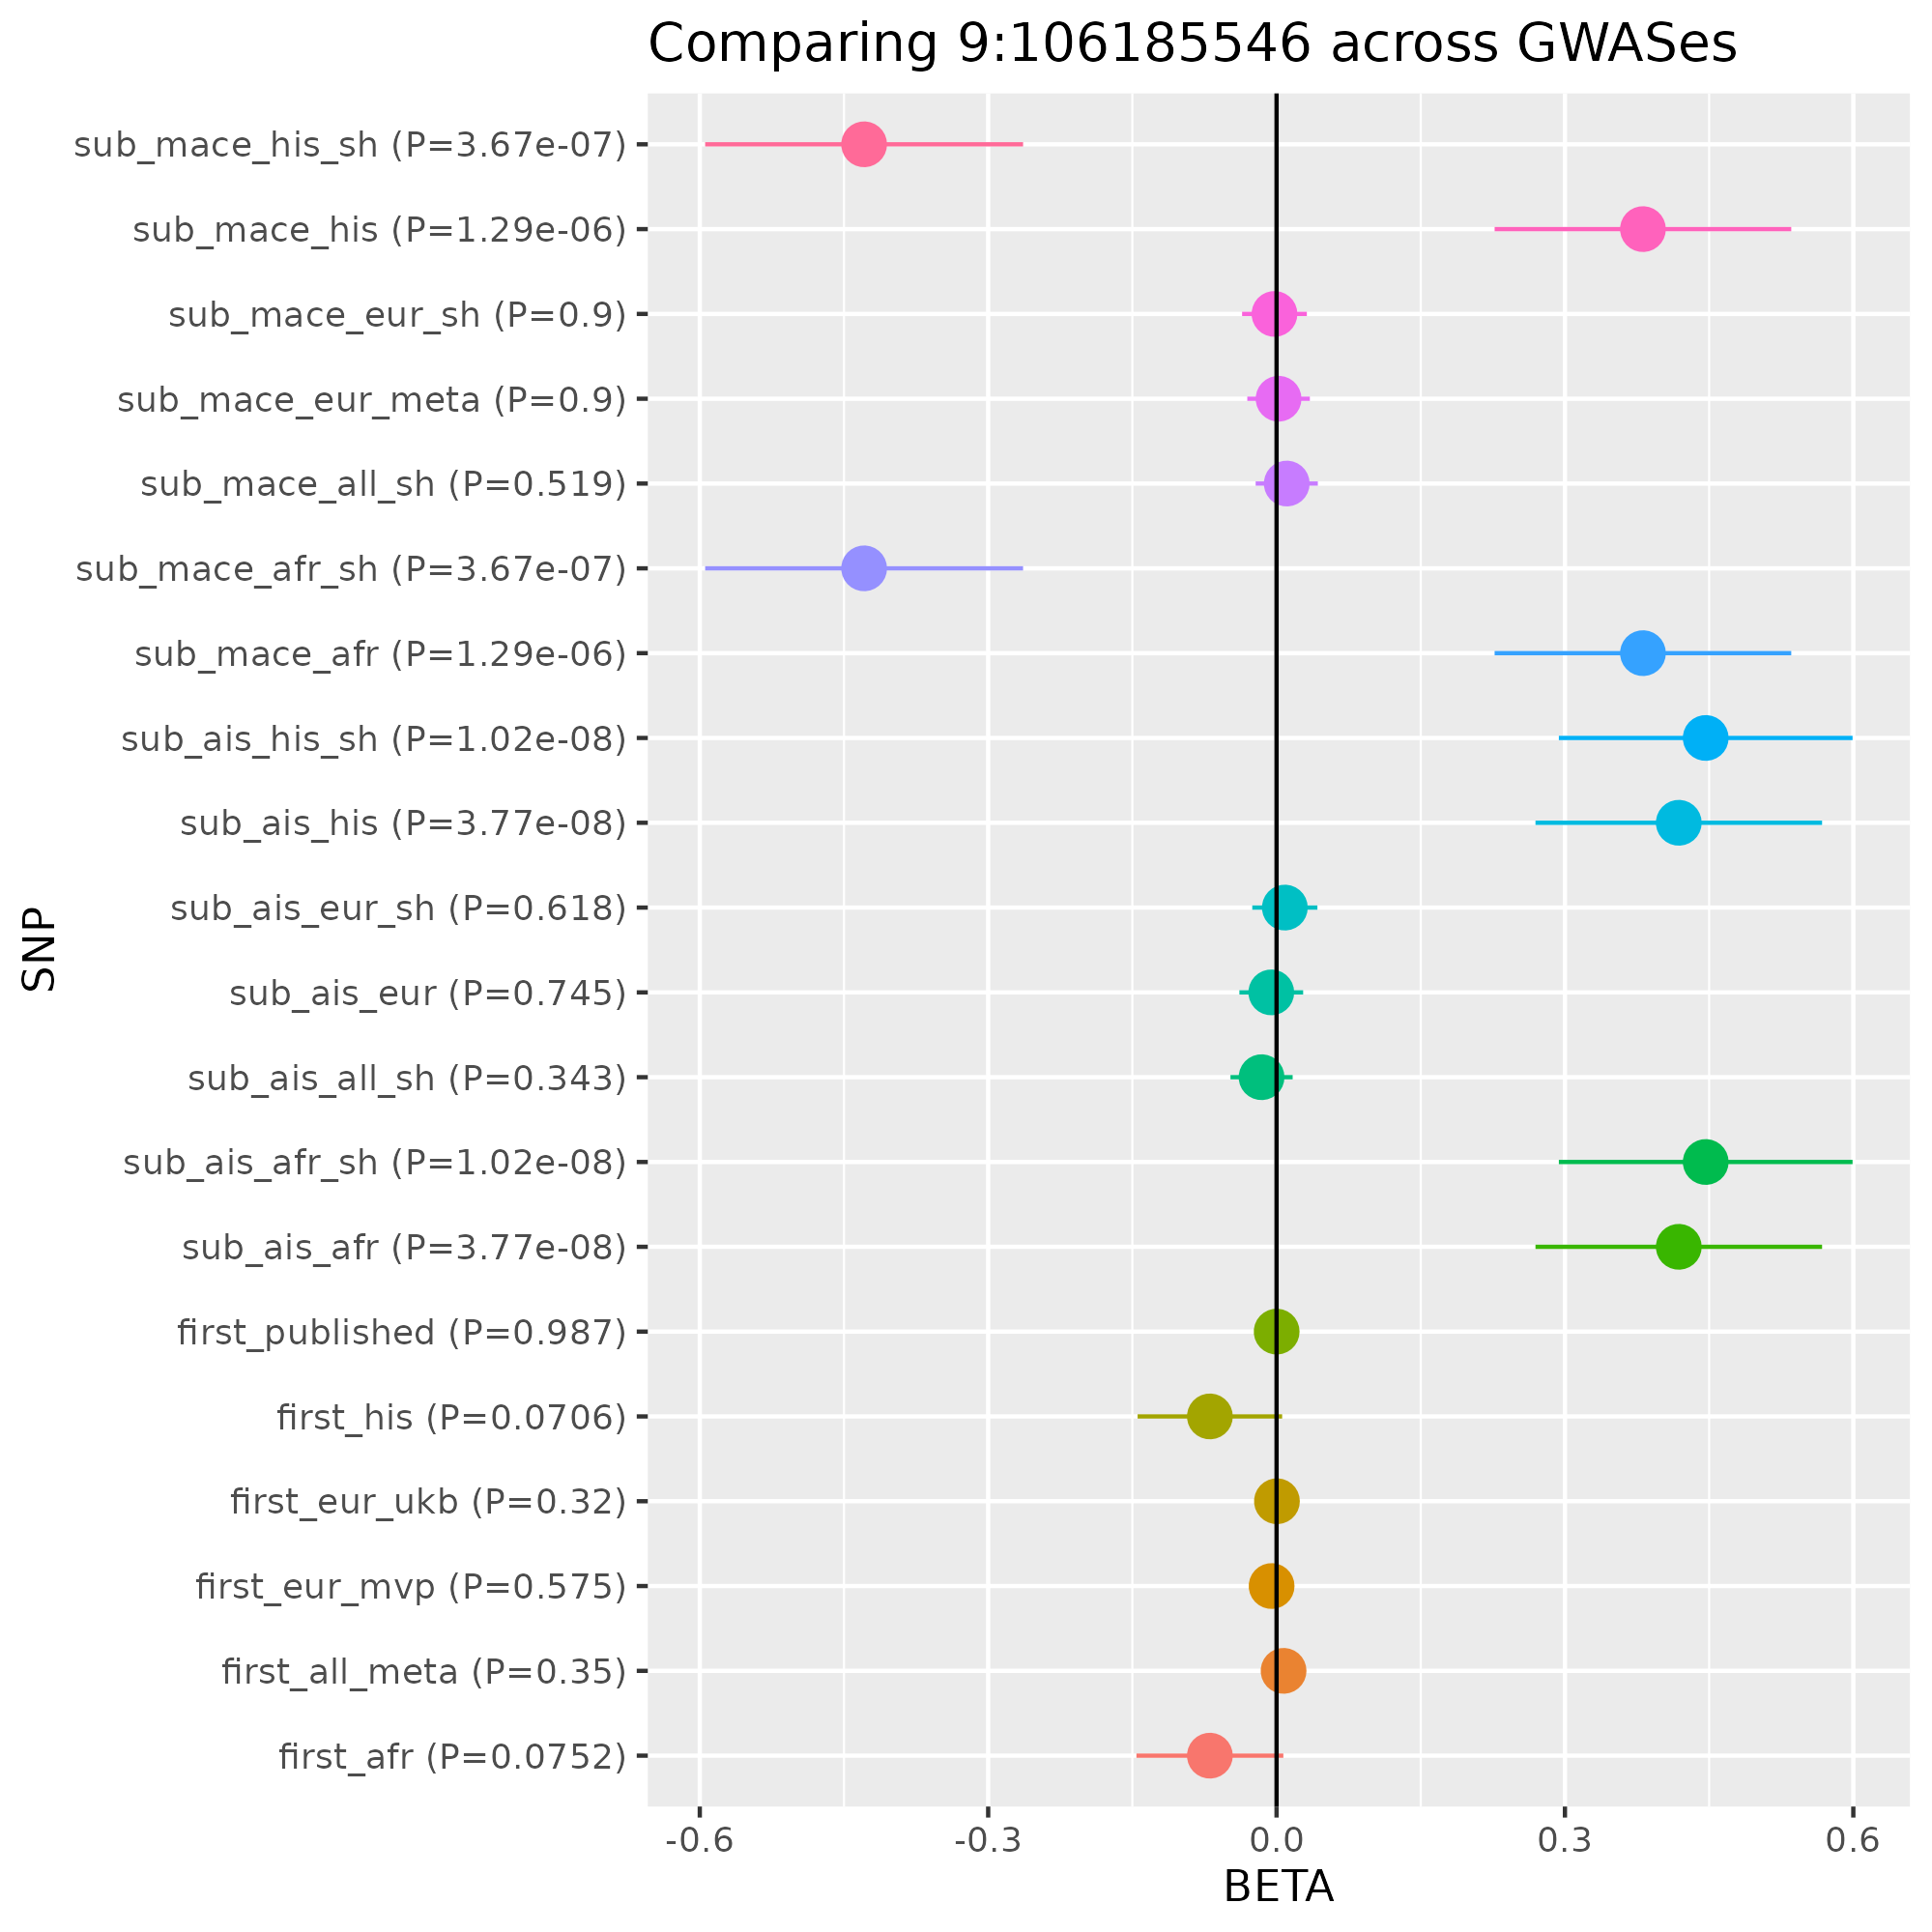 Comparing 9:106185546 across GWASes
sub_mace_his_sh (P=3.67e-07)
sub_mace_his (P=1.29e-06)
sub_mace_eur_sh (P=0.9)
sub_mace_eur_meta (P=0.9)
sub_mace_all_sh (P=0.519)
sub_mace_afr_sh (P=3.67e-07)
sub_mace_afr (P=1.29e-06)
sub_ais_his_sh (P=1.02e-08)
sub_ais_his (P=3.77e-08)
sub_ais_eur_sh (P=0.618)
sub_ais_eur (P=0.745)
sub_ais_all_sh (P=0.343)
sub_ais_afr_sh (P=1.02e-08)
sub_ais_afr (P=3.77e-08)
first_published (P=0.987)
first_his (P=0.0706)
first_eur_ukb (P=0.32)
first_eur_mvp (P=0.575)
first_all_meta (P=0.35)
first_afr (P=0.0752)
SNP
-0.6 -0.3 0.0 0.3 0.6
BETA